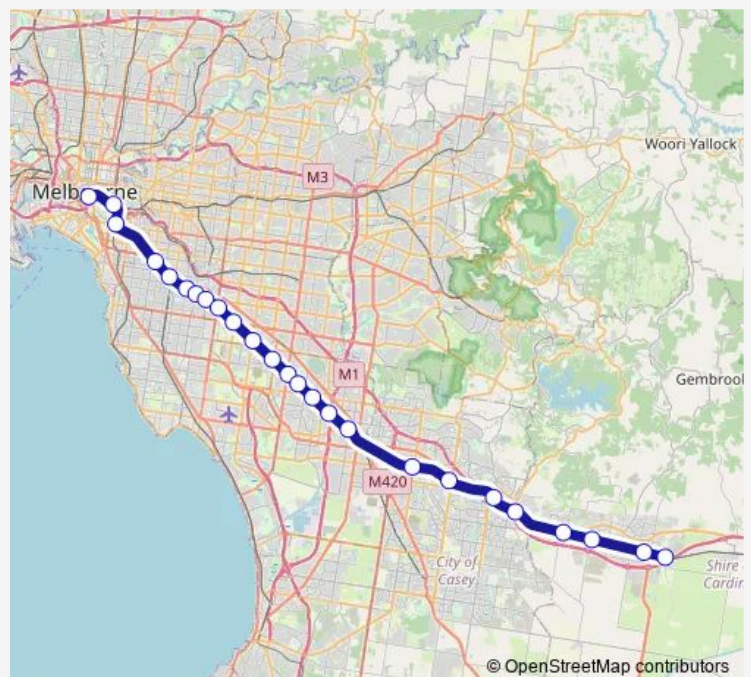 Woori Yallock
M3
Melbourne
M1
Gembrook
M420
City of
Casey
Shire
Cardin
© OpenStreetMap contributors